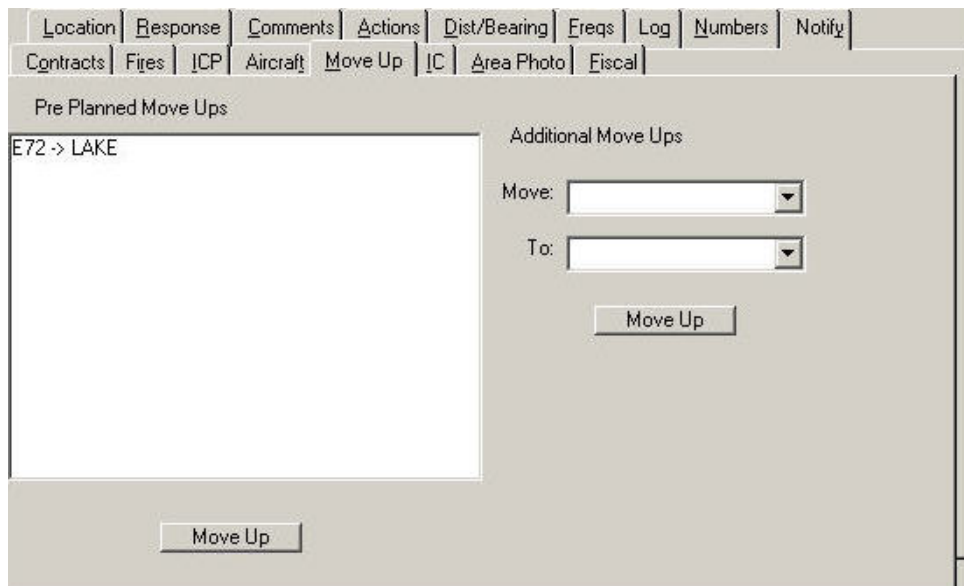 Location Response Comments Actions Dist/Bearing Freqs Log Numbers Notify
Contracts Fires ICP Aircraft Move Up IC Area Photo Fiscal
Pre Planned Move Ups
E72 -> LAKE
Additional Move Ups
Move:
To:
Move Up
Move Up